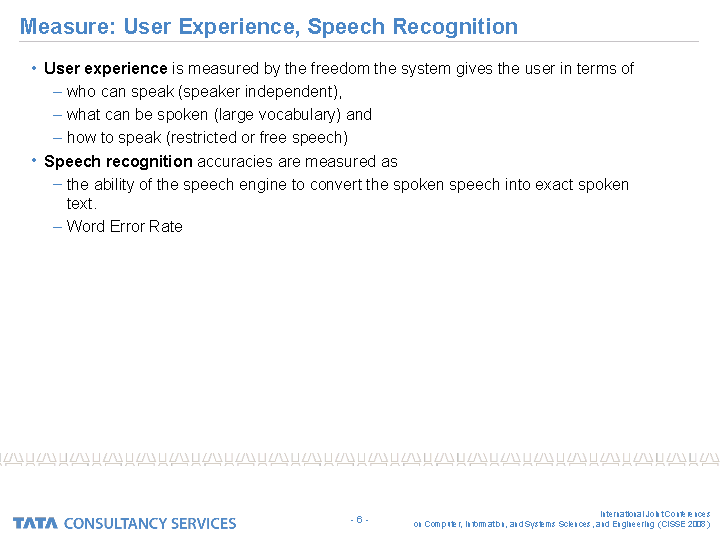 Measure: User Experience, Speech Recognition
• User experience is measured by the freedom the system gives the user in terms of
– who can speak (speaker independent),
– what can be spoken (large vocabulary) and
– how to speak (restricted or free speech)
• Speech recognition accuracies are measured as
– the ability of the speech engine to convert the spoken speech into exact spoken
text.
– Word Error Rate
TATA CONSULTANCY SERVICES
- 6 -
International Joint Conferences
on Computer, Information, and Systems Sciences, and Engineering (CISSE 2008)